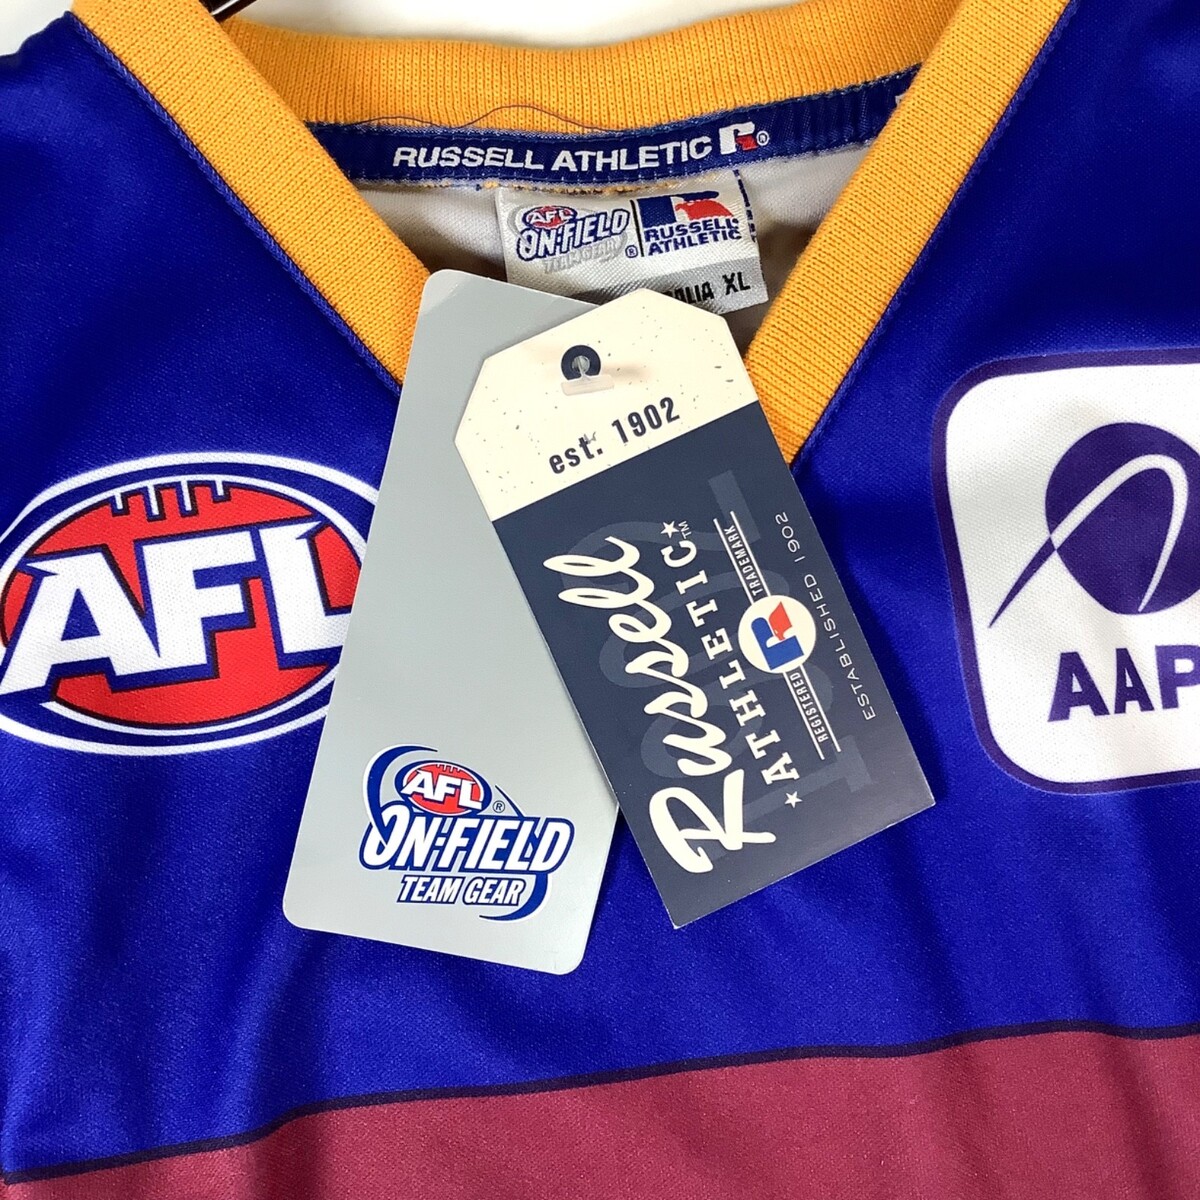 RUSSELL ATHLETIC ®
AFL
ON-FIELD
TEAM GEAR ®
RUSSELL
ATHLETIC
XL
est. 1902
Russell
★ATHLETIC★™
REGISTERED TRADEMARK
ESTABLISHED 1902
AFL
AFL
ON-FIELD ®
TEAM GEAR
AAP